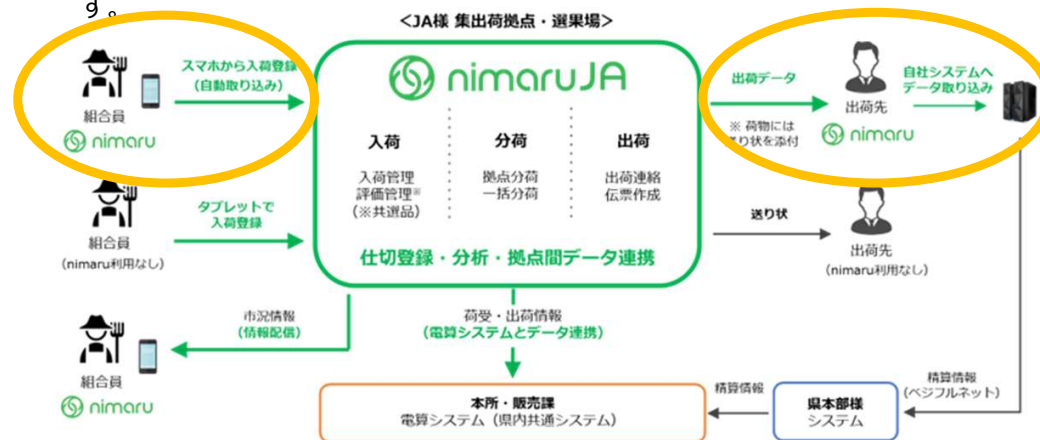 す。
<JA様 集出荷拠点・選果場>
スマホから入荷登録
(自動取り込み)
組合員
nimaru
nimaruJA
入荷
分荷
出荷
入荷管理
評価管理※
(※共選品)
拠点分荷
一括分荷
出荷連絡
伝票作成
仕切登録・分析・拠点間データ連携
出荷データ
※ 荷物には
送り状を添付
出荷先
nimaru
自社システムへ
データ取り込み
タブレットで
入荷登録
組合員
(nimaru利用なし)
送り状
出荷先
(nimaru利用なし)
市況情報
(情報配信)
組合員
nimaru
荷受・出荷情報
(電算システムとデータ連携)
本所・販売課
電算システム(県内共通システム)
精算情報
県本部様
システム
精算情報
(ベジフルネット)